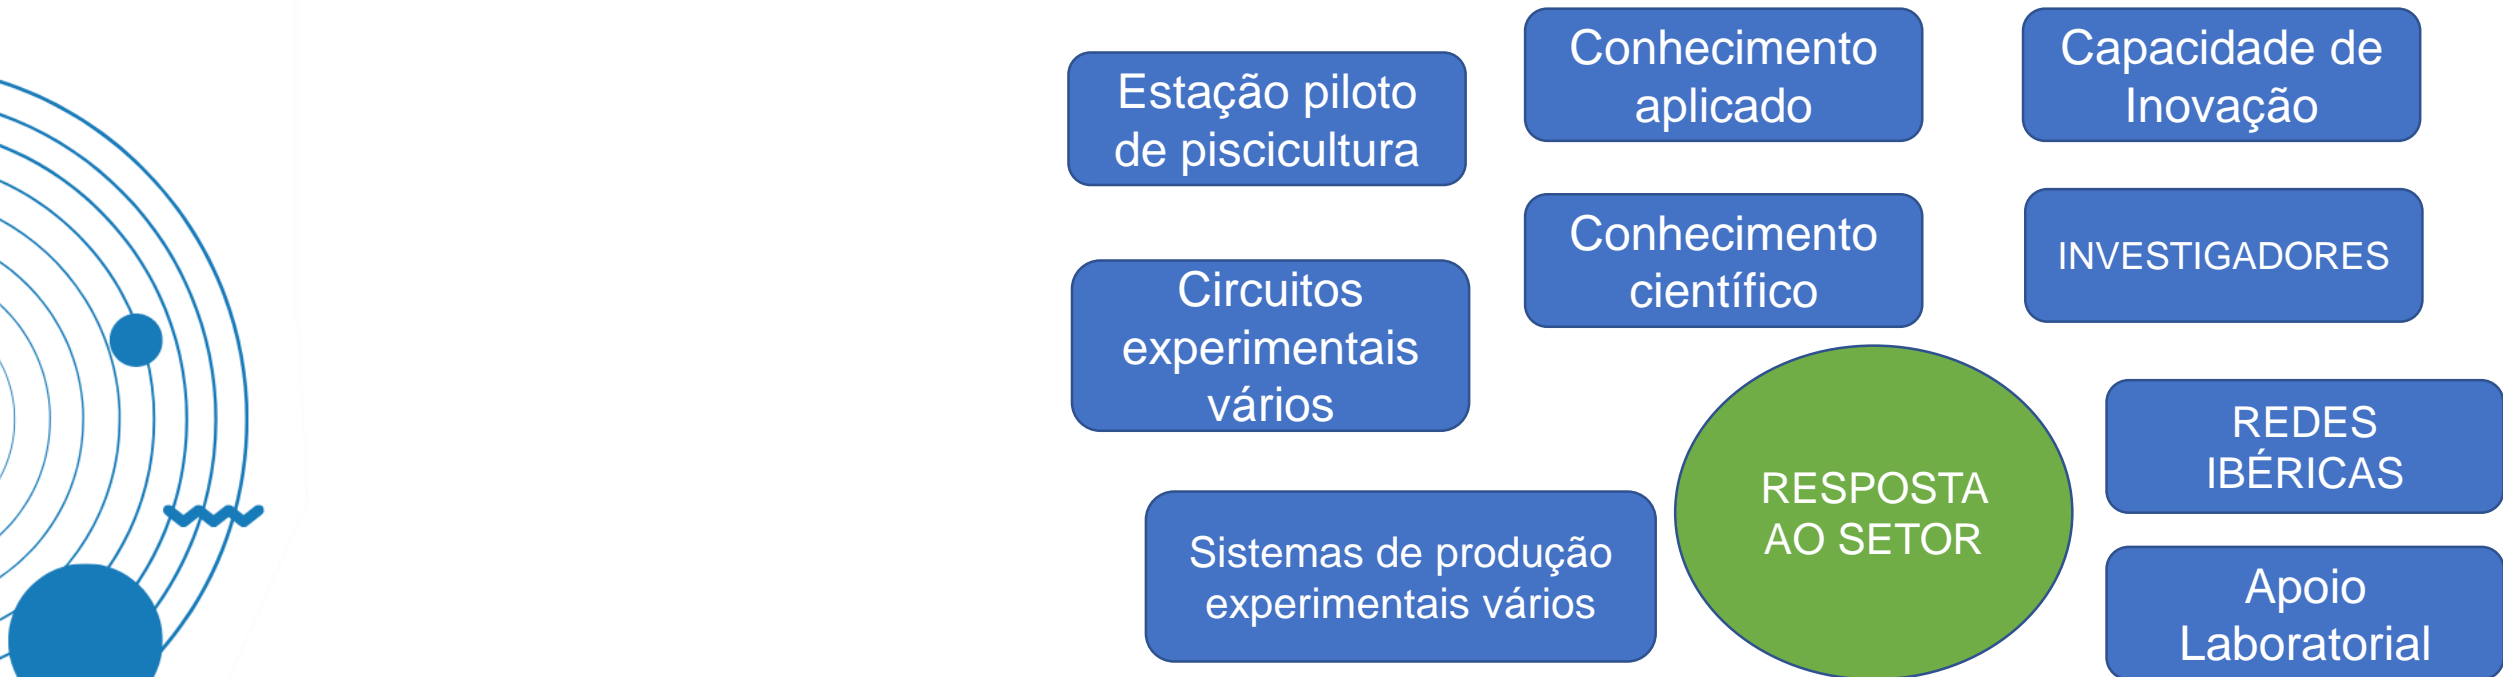 Estação piloto
de piscicultura
Conhecimento
aplicado
Capacidade de
Inovação
Circuitos
experimentais
vários
Conhecimento
científico
INVESTIGADORES
Sistemas de produção
experimentais vários
RESPOSTA
AO SETOR
REDES
IBÉRICAS
Apoio
Laboratorial